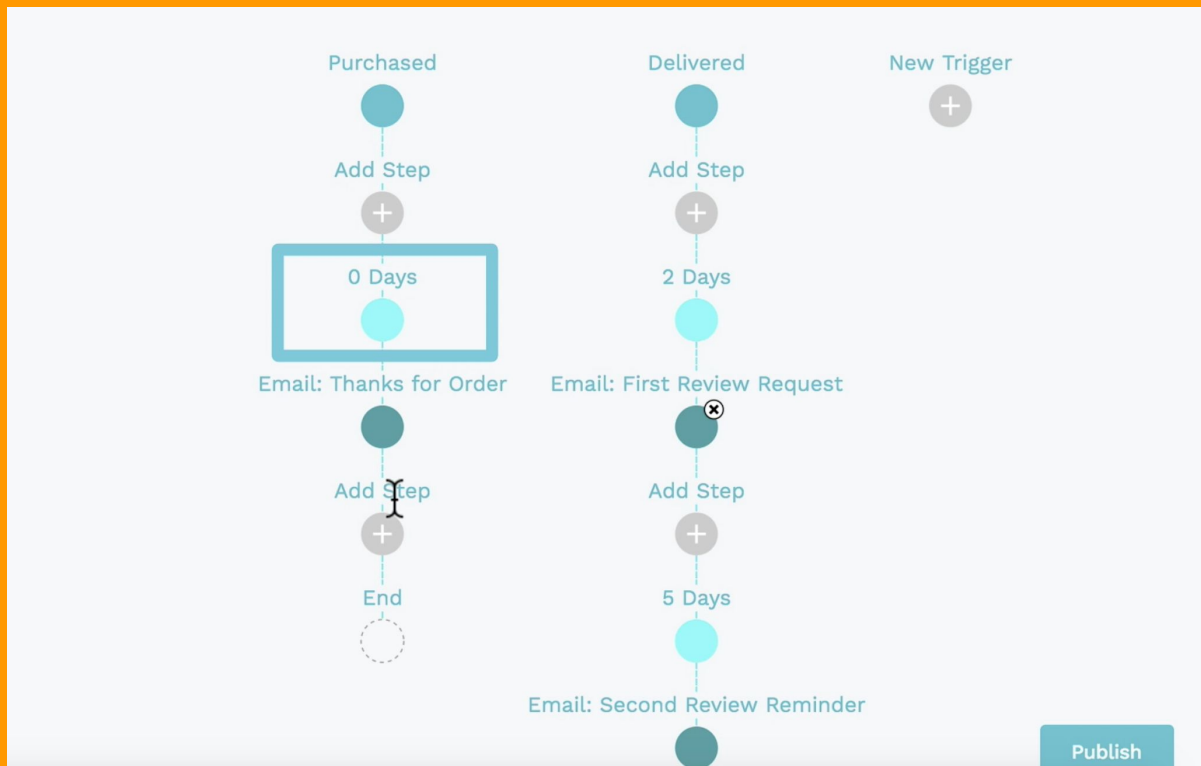 Purchased
Delivered
New Trigger
Add Step
Add Step
0 Days
2 Days
Email: Thanks for Order
Email: First Review Request
Add Step
Add Step
End
5 Days
Email: Second Review Reminder
Publish